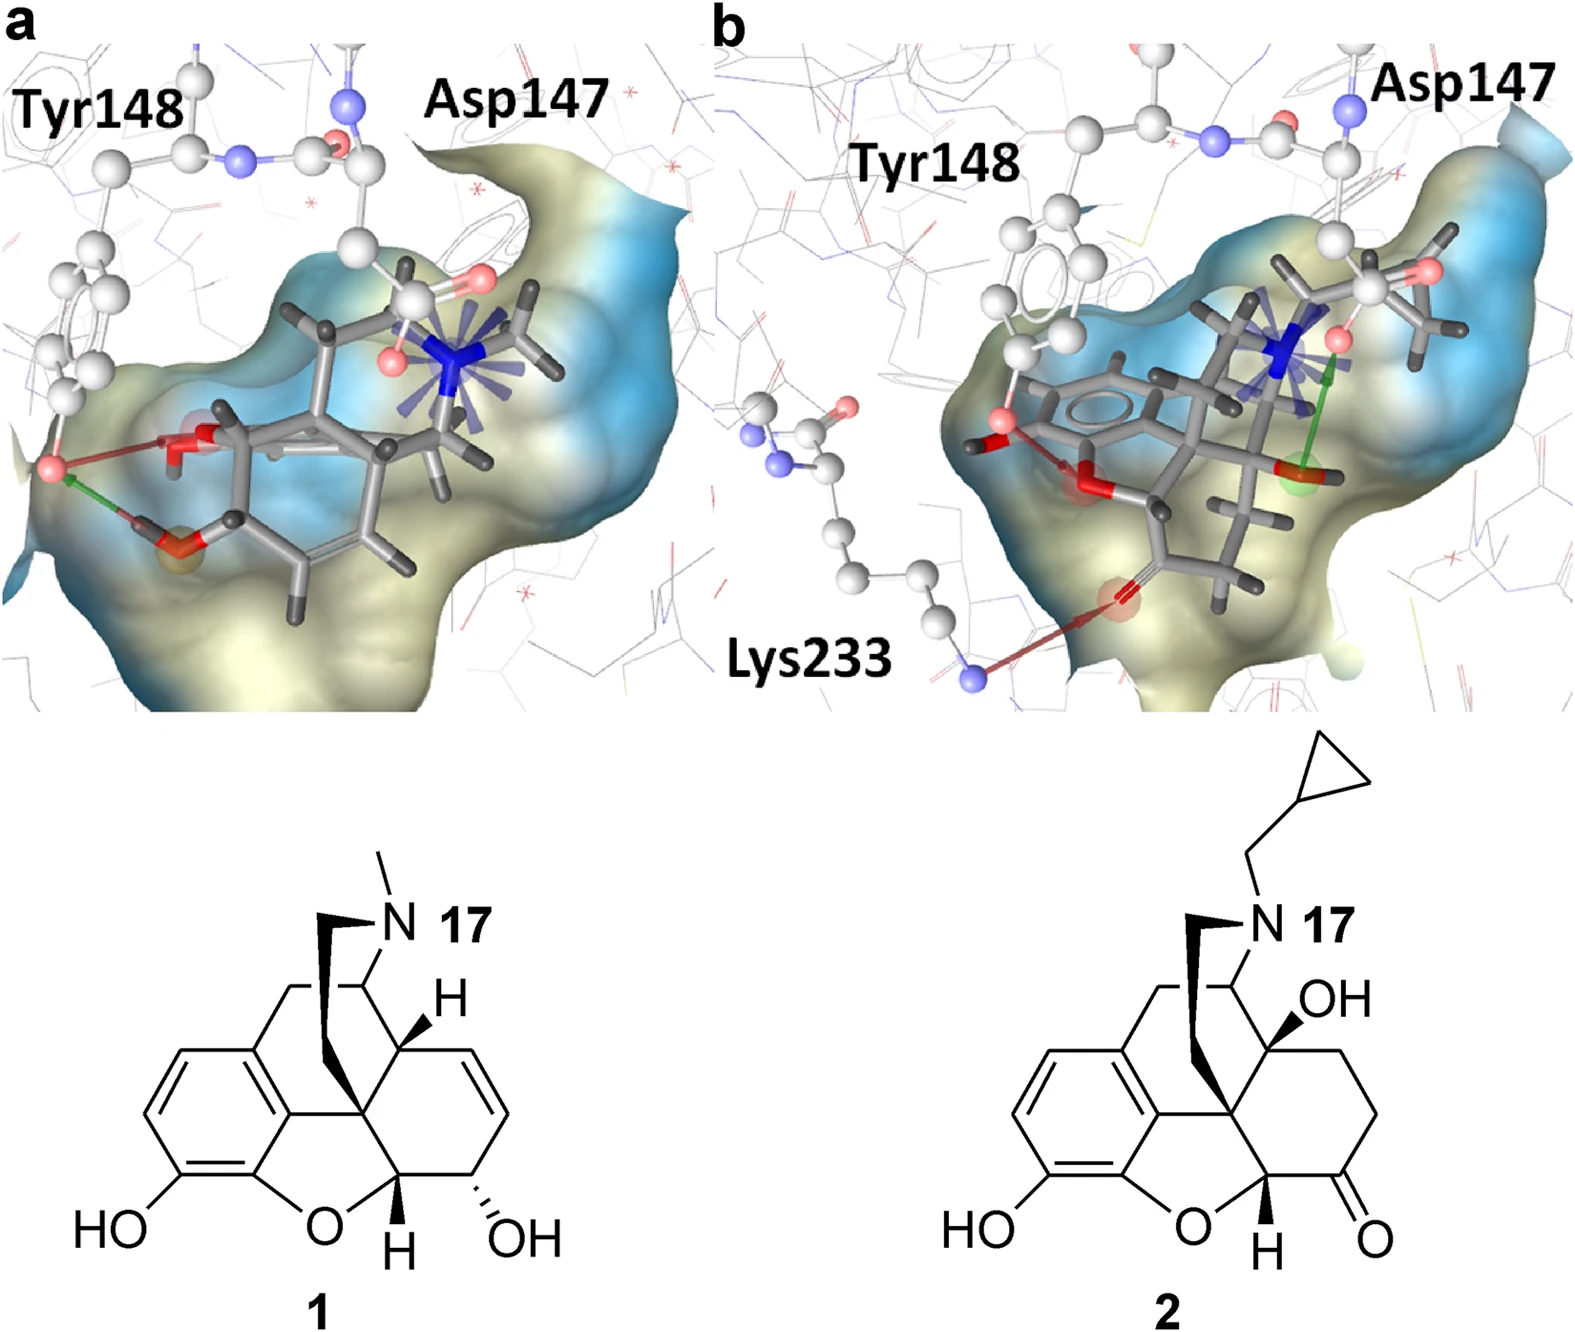 a
b
Tyr148
Asp147
Tyr148
Asp147
Lys233
N 17
H
HO
O
H
OH
1
N 17
OH
HO
O
H
O
2